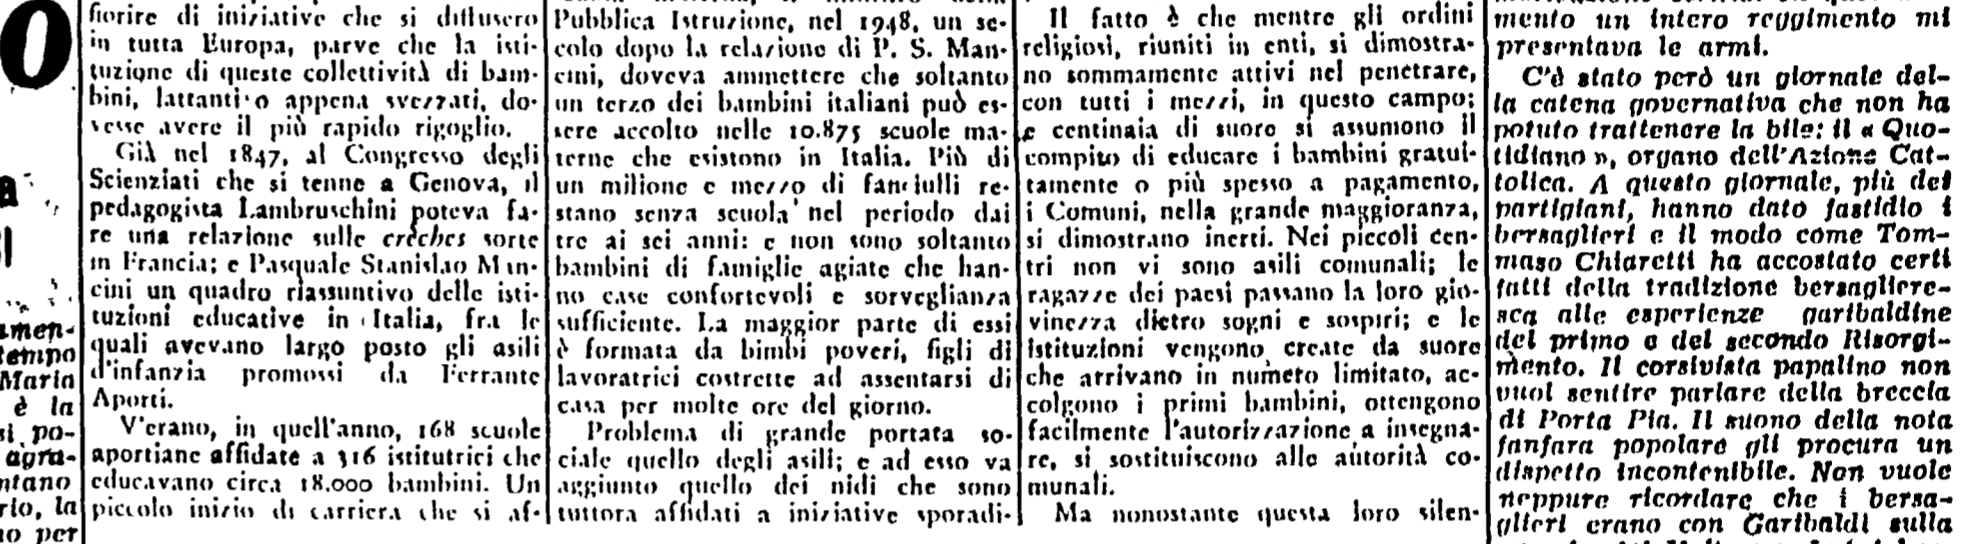 O
a
amen-
tempo
Maria
è la
si po-
agra-
ntano
rio, la
no per
fiorire di iniziative che si diffusero
in tutta Europa, parve che la isti-
tuzione di queste collettività di bam-
bini, lattanti o appena svezzati, do-
vesse avere il più rapido rigoglio.
Già nel 1847, al Congresso degli
Scienziati che si tenne a Genova, il
pedagogista Lambruschini poteva fa-
re una relazione sulle crèches sorte
in Francia; e Pasquale Stanislao Man-
cini un quadro riassuntivo delle isti-
tuzioni educative in Italia, fra le
quali avevano largo posto gli asili
d'infanzia promossi da Ferrante
Aporti.
V'erano, in quell'anno, 168 scuole
aportiane affidate a 316 istitutrici che
educavano circa 18.000 bambini. Un
piccolo inizio di carriera che si af-
Pubblica Istruzione, nel 1948, un se-
colo dopo la relazione di P. S. Man-
cini, doveva ammettere che soltanto
un terzo dei bambini italiani può es-
sere accolto nelle 10.875 scuole ma-
terne che esistono in Italia. Più di
un milione e mezzo di fanciulli re-
stano senza scuola nel periodo dai
tre ai sei anni: e non sono soltanto
bambini di famiglie agiate che han-
no case confortevoli e sorveglianza
sufficiente. La maggior parte di essi
è formata da bimbi poveri, figli di
lavoratrici costrette ad assentarsi di
casa per molte ore del giorno.
Problema di grande portata so-
ciale quello degli asili; e ad esso va
aggiunto quello dei nidi che sono
tuttora affidati a iniziative sporadi-
Il fatto è che mentre gli ordini
religiosi, riuniti in enti, si dimostra-
no sommamente attivi nel penetrare,
con tutti i mezzi, in questo campo;
e centinaia di suore si assumono il
compito di educare i bambini gratui-
tamente o più spesso a pagamento,
i Comuni, nella grande maggioranza,
si dimostrano inerti. Nei piccoli cen-
tri non vi sono asili comunali; le
ragazze dei paesi passano la loro gio-
vinezza dietro sogni e sospiri; e le
istituzioni vengono create da suore
che arrivano in numero limitato, ac-
colgono i primi bambini, ottengono
facilmente l'autorizzazione a insegna-
re, si sostituiscono alle autorità co-
munali.
Ma nonostante questa loro silen-
mento un intero reggimento mi
presentava le armi.
C'è stato però un giornale del-
la catena governativa che non ha
potuto trattenere la bile: il « Quo-
tidiano », organo dell'Azione Cat-
tolica. A questo giornale, più dei
partigiani, hanno dato fastidio i
bersaglieri e il modo come Tom-
maso Chiaretti ha accostato certi
fatti della tradizione bersagliere-
sca alle esperienze garibaldine
del primo e del secondo Risorgi-
mento. Il corsivista papalino non
vuol sentire parlare della breccia
di Porta Pia. Il suono della nota
fanfara popolare gli procura un
dispetto incontenibile. Non vuole
neppure ricordare che i bersa-
glieri erano con Garibaldi sulla